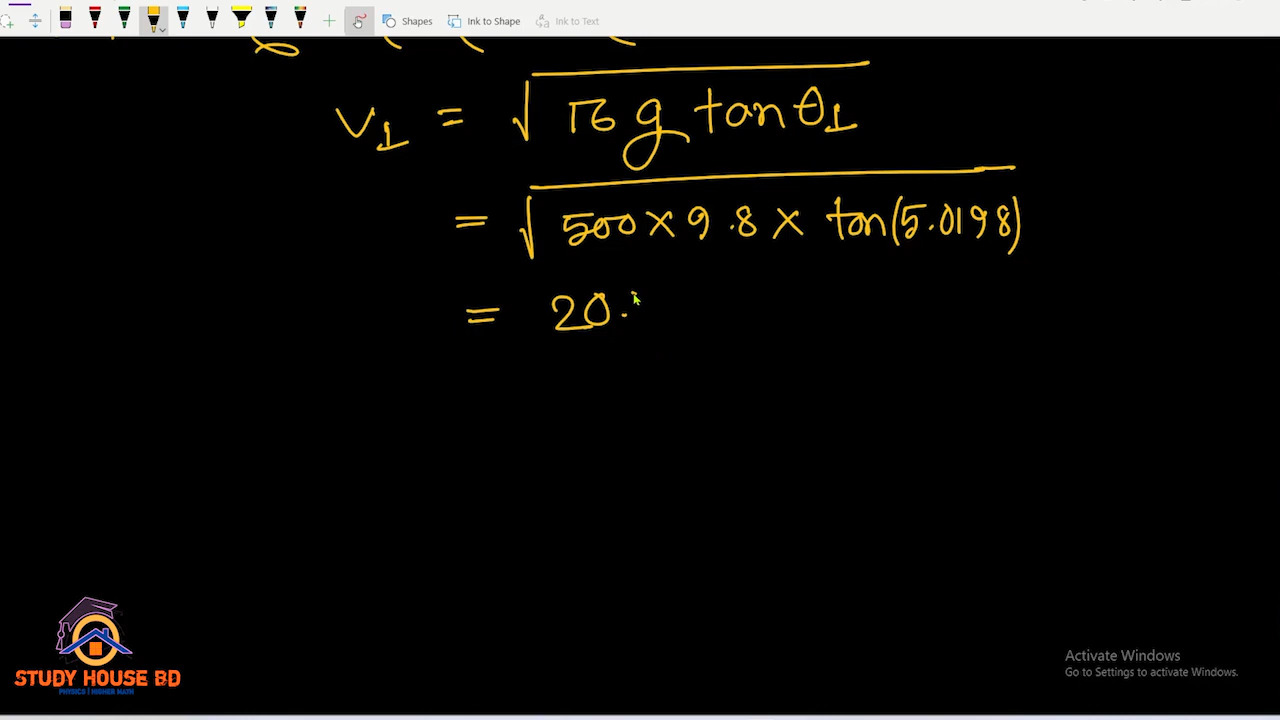 Shapes Ink to Shape Ink to Text
v₁ = √(16 g tanθ₁)
= √(500 × 9.8 × tan(5.0198))
= 20.
STUDY HOUSE BD
PHYSICS | HIGHER MATH
Activate Windows
Go to Settings to activate Windows.